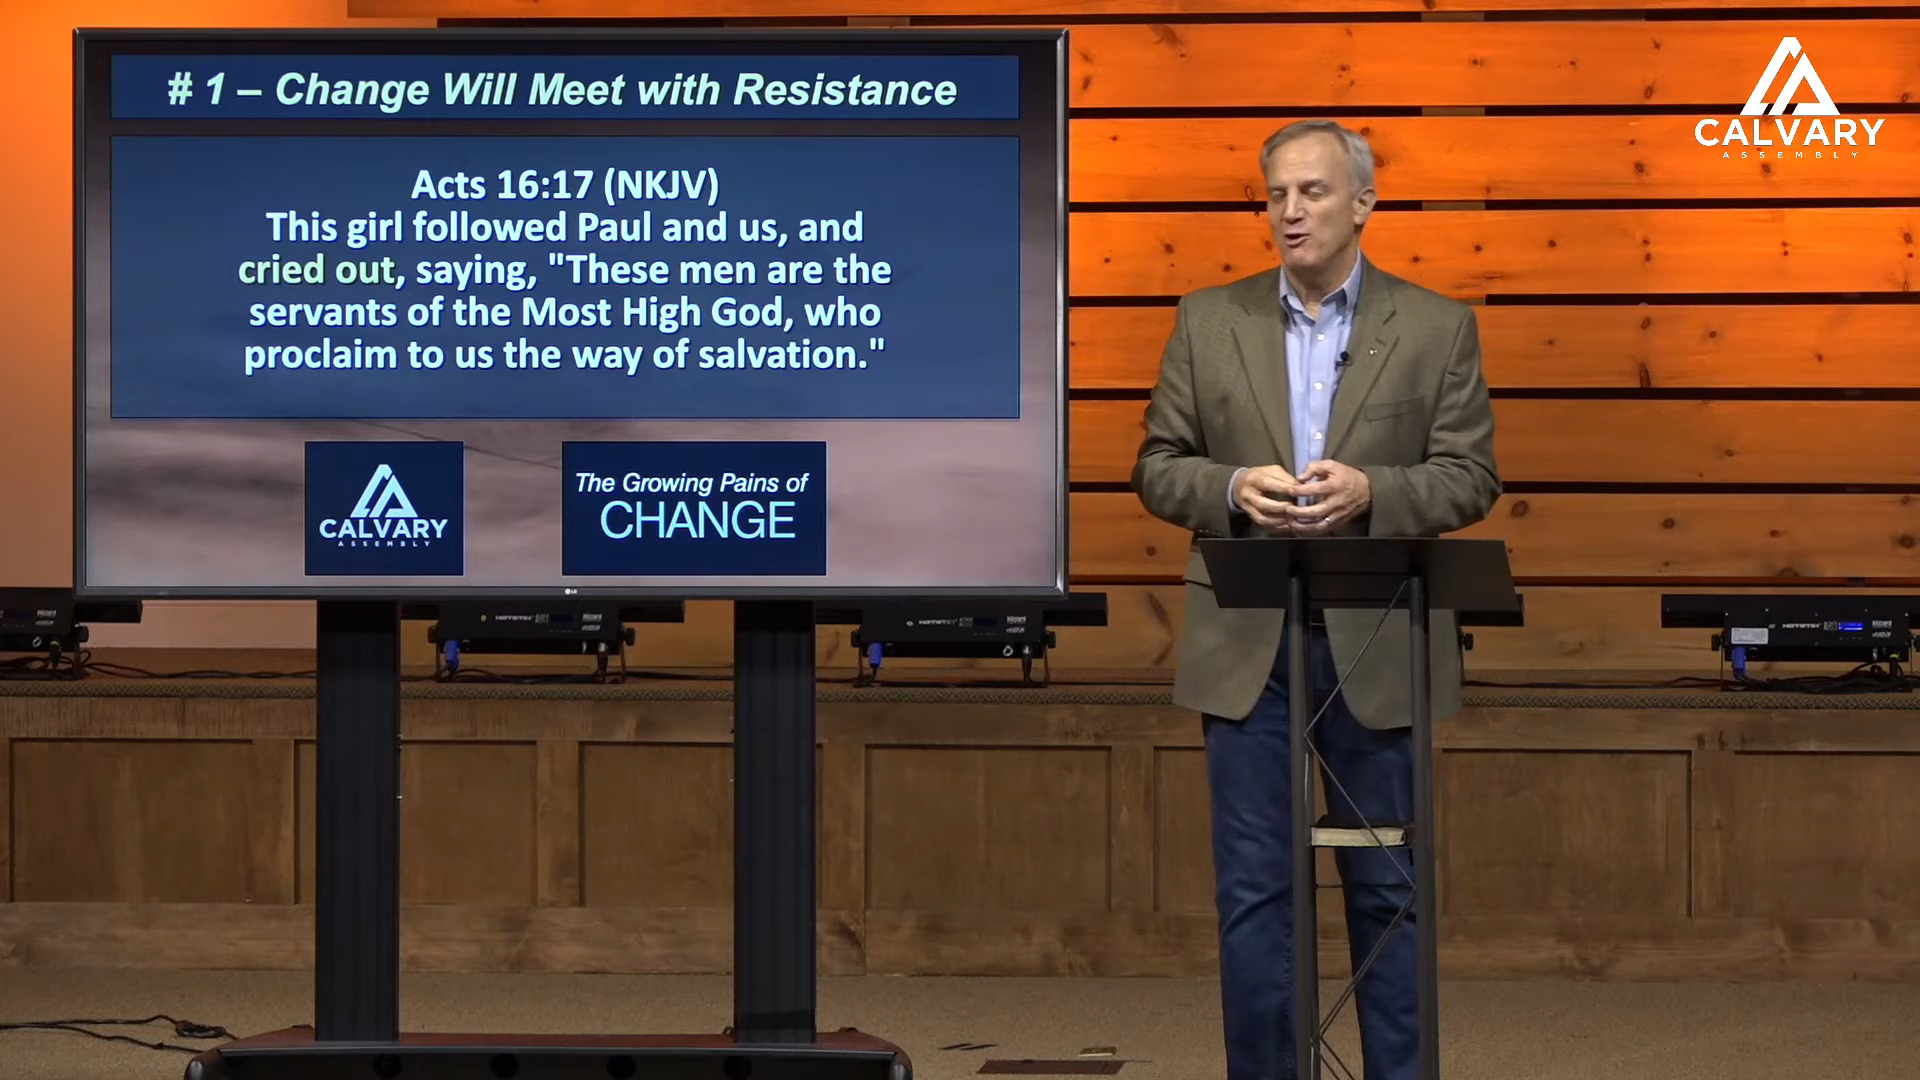 # 1 – Change Will Meet with Resistance
Acts 16:17 (NKJV)
This girl followed Paul and us, and
cried out, saying, "These men are the
servants of the Most High God, who
proclaim to us the way of salvation."
CALVARY
ASSEMBLY
The Growing Pains of
CHANGE
CALVARY
ASSEMBLY
LG